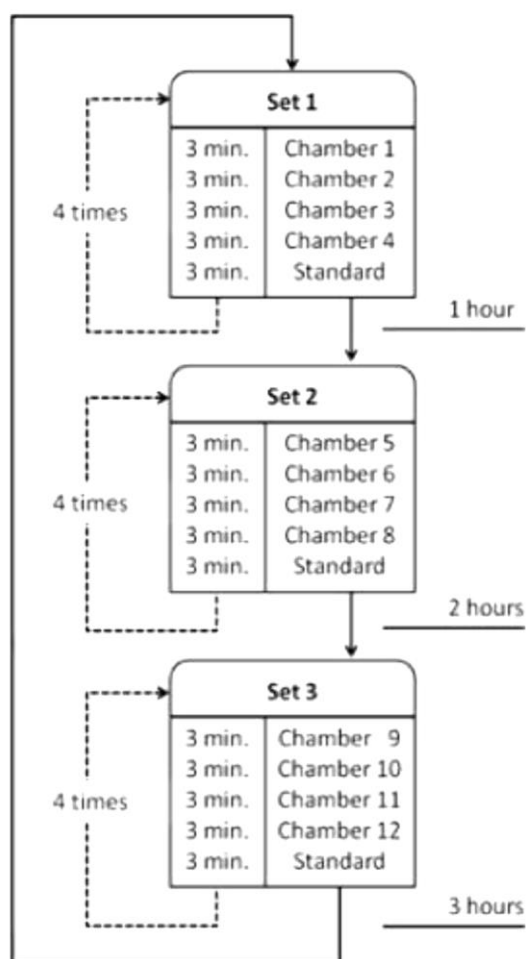 Set 1
3 min. Chamber 1
3 min. Chamber 2
3 min. Chamber 3
4 times
3 min. Chamber 4
3 min. Standard
1 hour
Set 2
3 min. Chamber 5
3 min. Chamber 6
4 times
3 min. Chamber 7
3 min. Chamber 8
3 min. Standard
2 hours
Set 3
3 min. Chamber 9
3 min. Chamber 10
4 times
3 min. Chamber 11
3 min. Chamber 12
3 min. Standard
3 hours